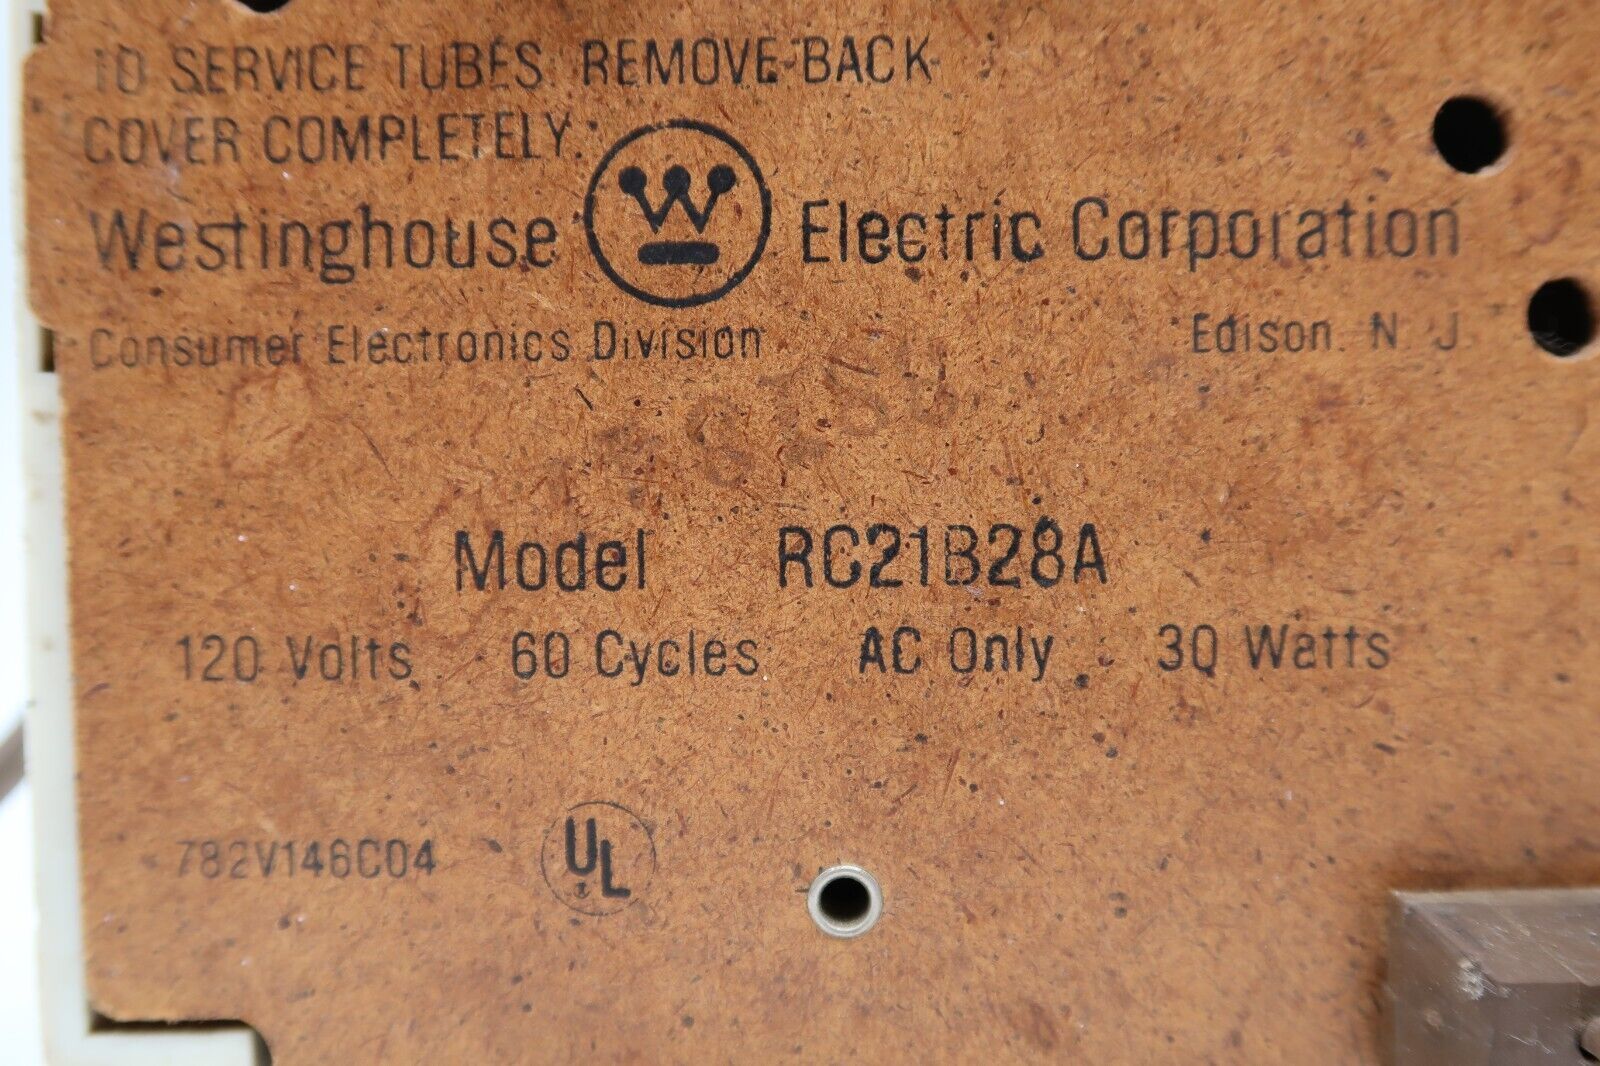 TO SERVICE TUBES: REMOVE BACK
COVER COMPLETELY.
Westinghouse W Electric Corporation
Consumer Electronics Division Edison, N. J.
Model RC21B28A
120 Volts 60 Cycles AC Only 30 Watts
782V146C04 UL